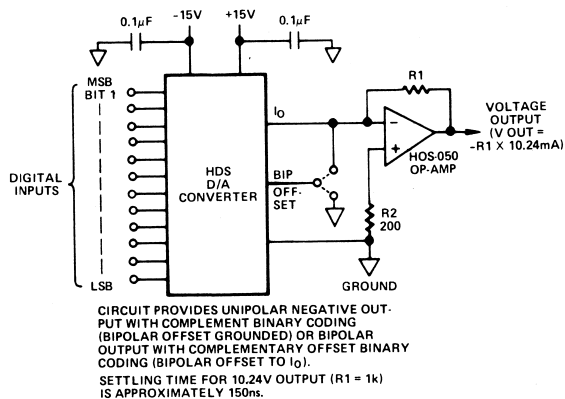 0.1μF
-15V
+15V
0.1μF
MSB
BIT 1
DIGITAL
INPUTS
LSB
HDS
D/A
CONVERTER
IO
BIP
OFF-
SET
R1
-
+
HOS-050
OP-AMP
VOLTAGE
OUTPUT
(V OUT =
-R1 X 10.24mA)
R2
200
GROUND
CIRCUIT PROVIDES UNIPOLAR NEGATIVE OUT-
PUT WITH COMPLEMENT BINARY CODING
(BIPOLAR OFFSET GROUNDED) OR BIPOLAR
OUTPUT WITH COMPLEMENTARY OFFSET BINARY
CODING (BIPOLAR OFFSET TO IO).
SETTLING TIME FOR 10.24V OUTPUT (R1 = 1k)
IS APPROXIMATELY 150ns.